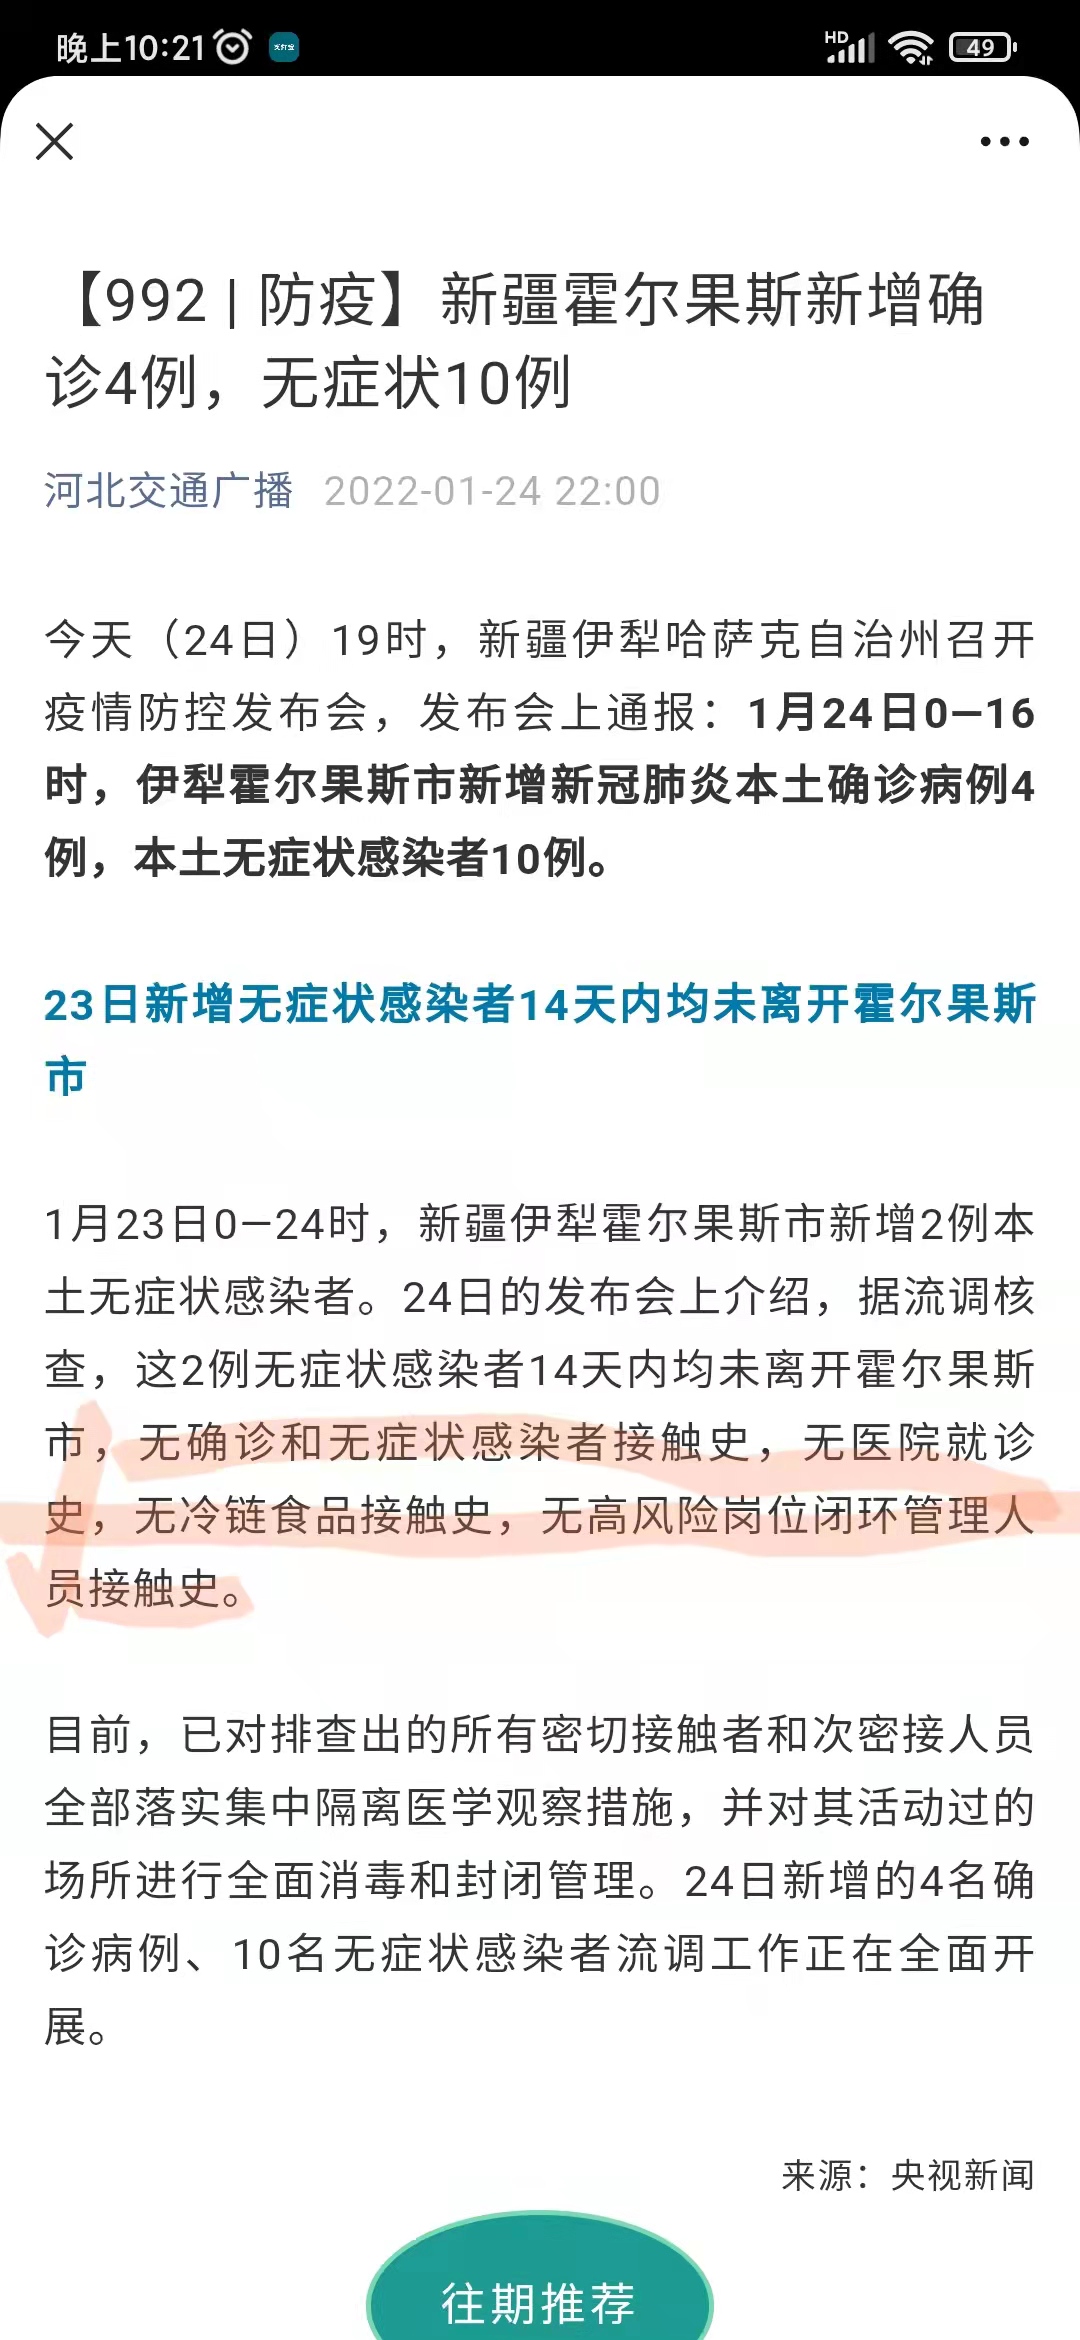 晚上10:21
HD
49
【992 | 防疫】新疆霍尔果斯新增确
诊4例，无症状10例
河北交通广播 2022-01-24 22:00
今天（24日）19时，新疆伊犁哈萨克自治州召开
疫情防控发布会，发布会上通报：1月24日0—16
时，伊犁霍尔果斯市新增新冠肺炎本土确诊病例4
例，本土无症状感染者10例。
23日新增无症状感染者14天内均未离开霍尔果斯
市
1月23日0—24时，新疆伊犁霍尔果斯市新增2例本
土无症状感染者。24日的发布会上介绍，据流调核
查，这2例无症状感染者14天内均未离开霍尔果斯
市，无确诊和无症状感染者接触史，无医院就诊
史，无冷链食品接触史，无高风险岗位闭环管理人
员接触史。
目前，已对排查出的所有密切接触者和次密接人员
全部落实集中隔离医学观察措施，并对其活动过的
场所进行全面消毒和封闭管理。24日新增的4名确
诊病例、10名无症状感染者流调工作正在全面开
展。
来源：央视新闻
往期推荐